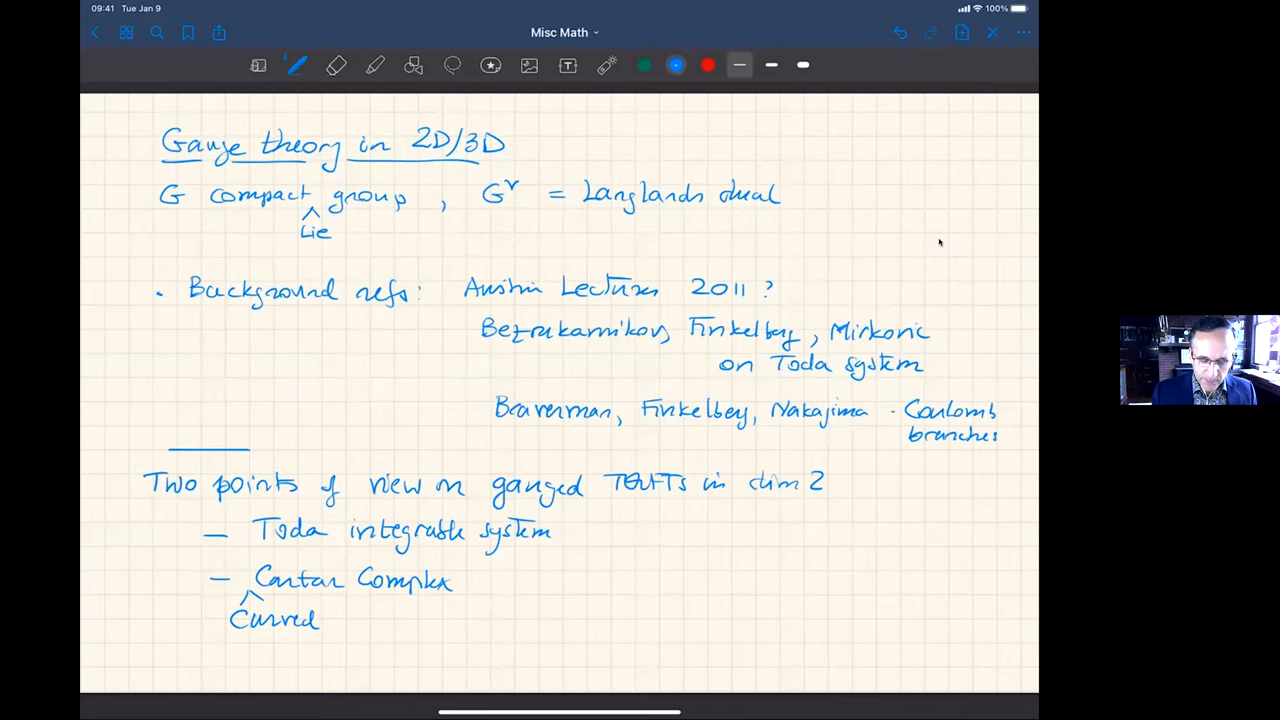 09:41 Tue Jan 9
100%
Misc Math
Gauge theory in 2D/3D
G compact group, G^∨ = Langlands dual
^
Lie
· Background refs: Austin Lectures 2011?
Bezrukavnikov, Finkelberg, Mirkovic
on Toda system
Braverman, Finkelberg, Nakajima · Coulomb
branches
Two points of view on gauged TQFTs in dim 2
— Toda integrable system
— Cartan Complex
^
Curved